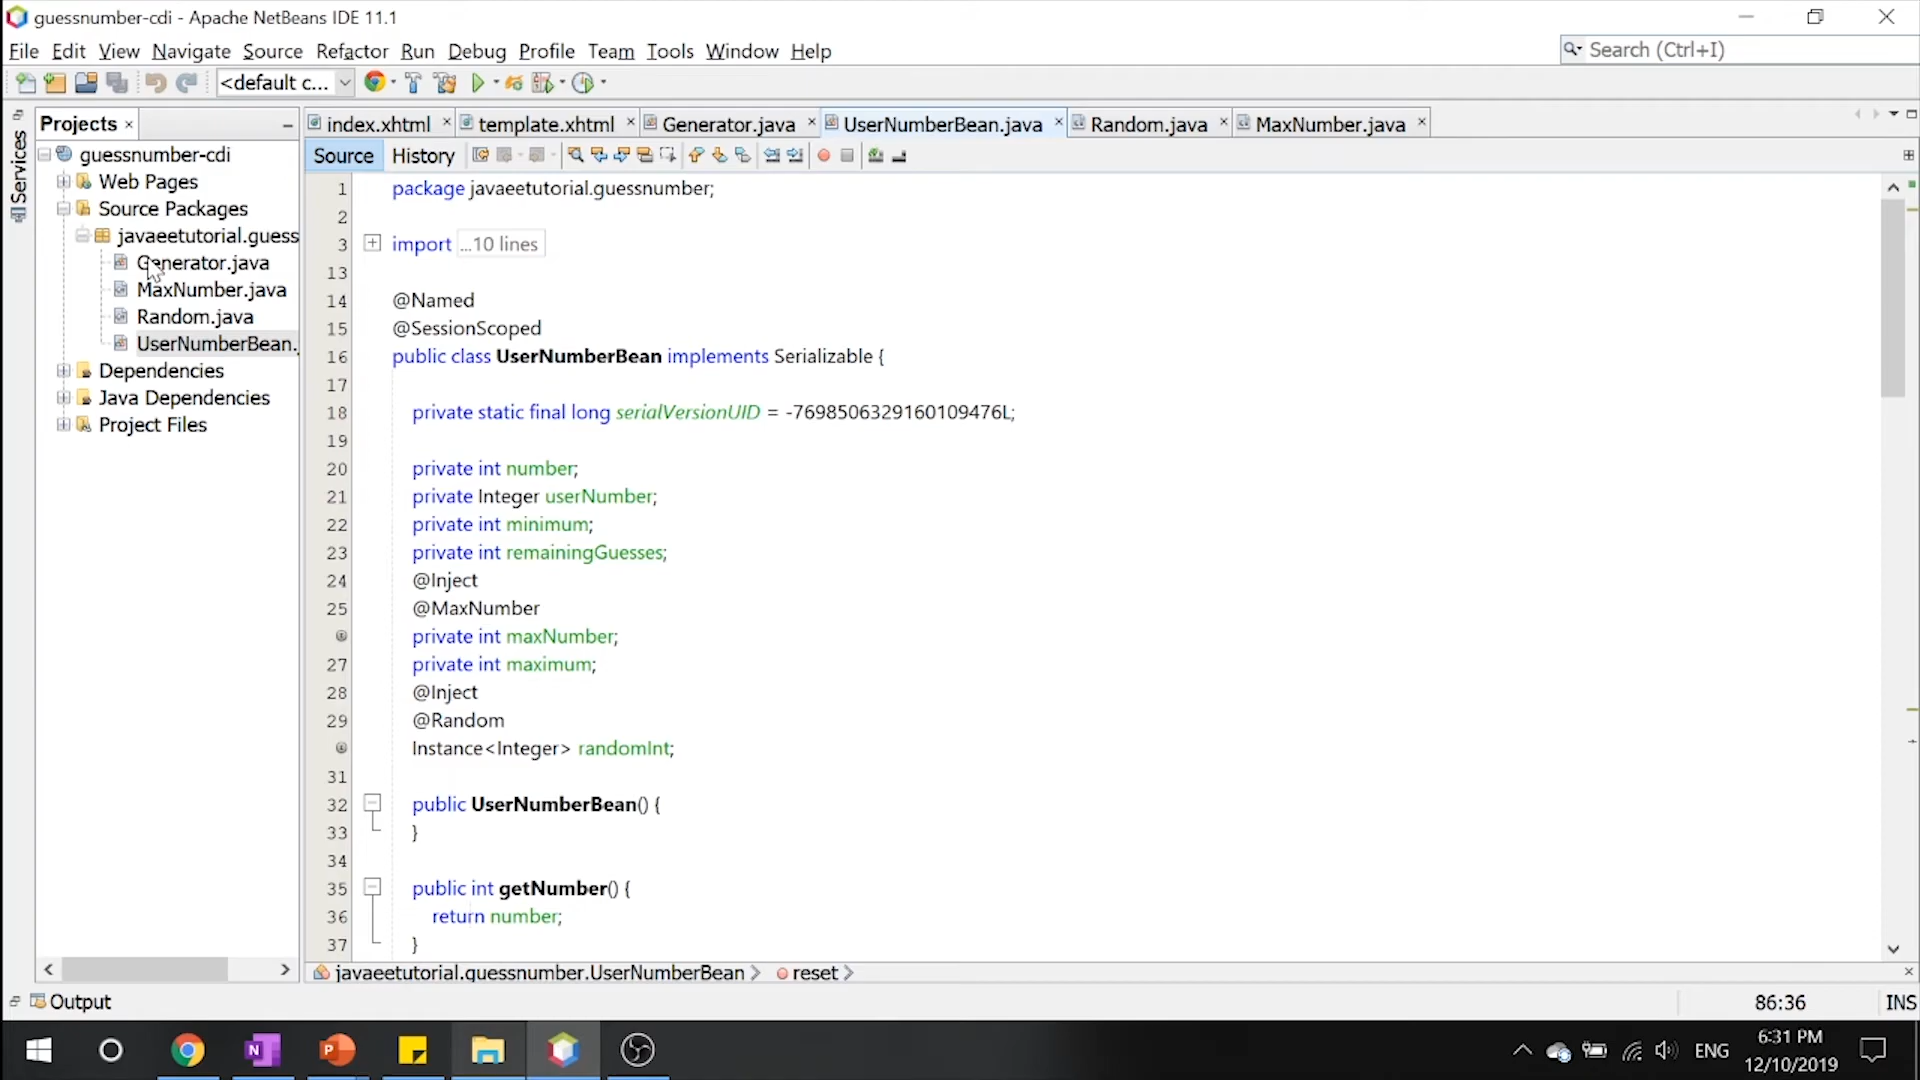 guessnumber-cdi - Apache NetBeans IDE 11.1
File Edit View Navigate Source Refactor Run Debug Profile Team Tools Window Help
Search (Ctrl+I)
<default c...
Services
Projects
index.xhtml template.xhtml Generator.java UserNumberBean.java Random.java MaxNumber.java
Source History
guessnumber-cdi
Web Pages
Source Packages
javaeetutorial.guess
Generator.java
MaxNumber.java
Random.java
UserNumberBean.
Dependencies
Java Dependencies
Project Files
1 package javaeetutorial.guessnumber;
2
3 import ...10 lines
13
14 @Named
15 @SessionScoped
16 public class UserNumberBean implements Serializable {
17
18 private static final long serialVersionUID = -7698506329160109476L;
19
20 private int number;
21 private Integer userNumber;
22 private int minimum;
23 private int remainingGuesses;
24 @Inject
25 @MaxNumber
private int maxNumber;
27 private int maximum;
28 @Inject
29 @Random
Instance<Integer> randomInt;
31
32 public UserNumberBean() {
33 }
34
35 public int getNumber() {
36 return number;
37 }
javaeetutorial.guessnumber.UserNumberBean > reset >
Output
86:36 INS
ENG
6:31 PM
12/10/2019